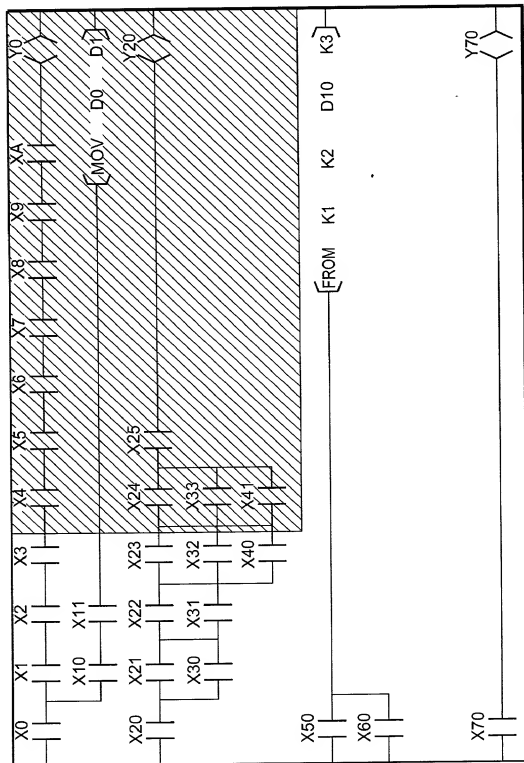 X0 X1 X2 X3 X4 X5 X6 X7 X8 X9 XA Y0
X10 X11 MOV D0 D1
X20 X21 X22 X23 X24 X25 Y20
X30 X31 X32 X33
X40 X41
X50 FROM K1 K2 D10 K3
X60
X70 Y70